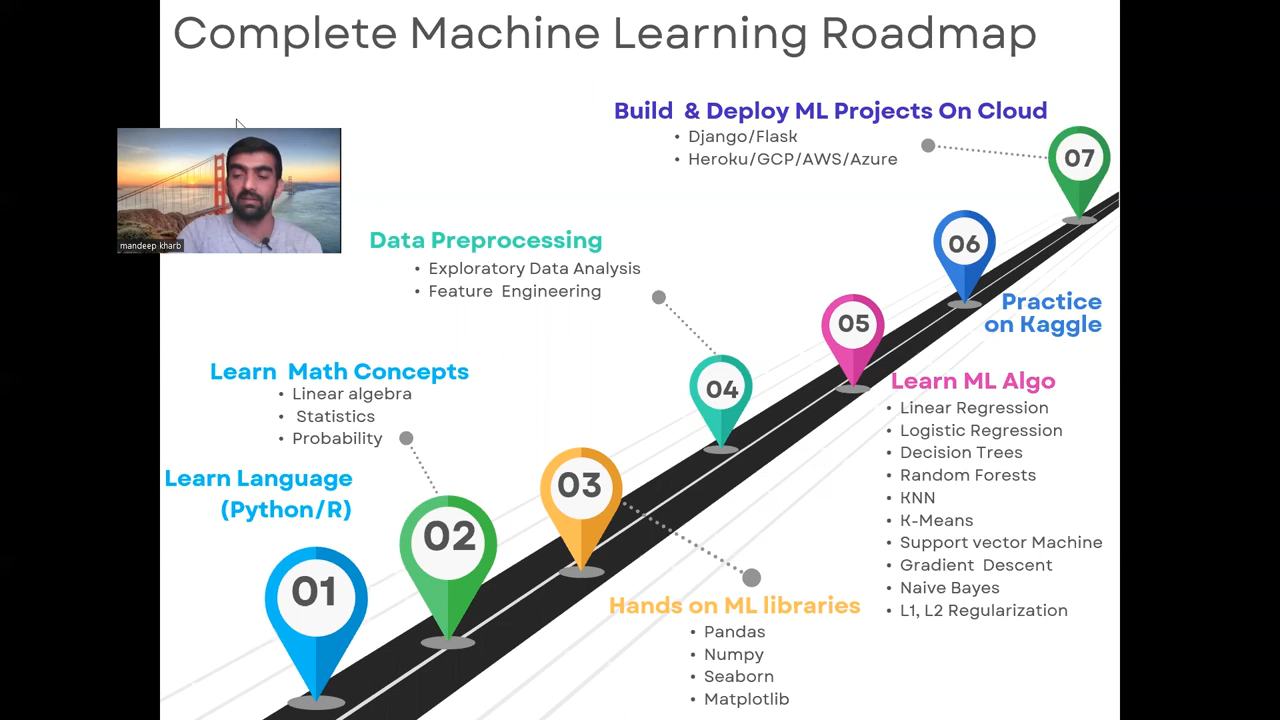 Complete Machine Learning Roadmap
mandeep kharb
01
Learn Language
(Python/R)
02
Learn Math Concepts
• Linear algebra
• Statistics
• Probability
03
Hands on ML libraries
• Pandas
• Numpy
• Seaborn
• Matplotlib
04
Data Preprocessing
• Exploratory Data Analysis
• Feature Engineering
05
Learn ML Algo
• Linear Regression
• Logistic Regression
• Decision Trees
• Random Forests
• KNN
• K-Means
• Support vector Machine
• Gradient Descent
• Naive Bayes
• L1, L2 Regularization
06
Practice
on Kaggle
07
Build & Deploy ML Projects On Cloud
• Django/Flask
• Heroku/GCP/AWS/Azure